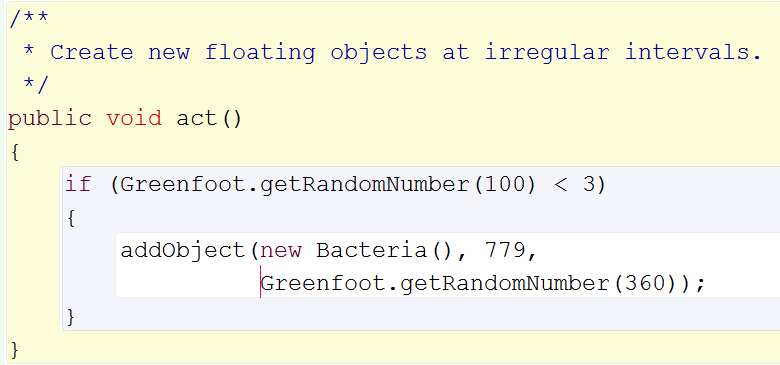 /**
 * Create new floating objects at irregular intervals.
 */
public void act()
{
    if (Greenfoot.getRandomNumber(100) < 3)
    {
        addObject(new Bacteria(), 779,
                  Greenfoot.getRandomNumber(360));
    }
}